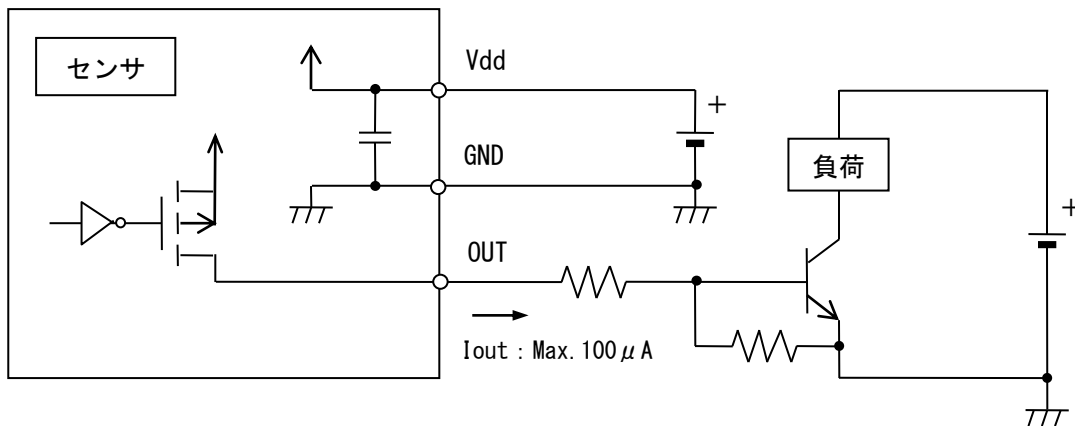 センサ
Vdd
+
GND
負荷
+
OUT
Iout : Max. 100μA